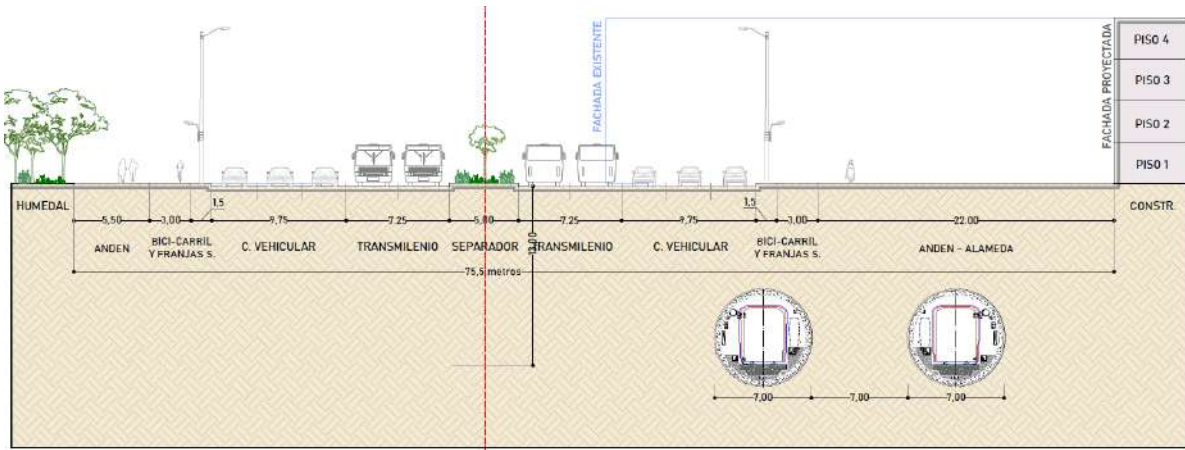 FACHADA EXISTENTE
FACHADA PROYECTADA
PISO 4
PISO 3
PISO 2
PISO 1
HUMEDAL
CONSTR.
5,50
3,00
1,5
9,75
7,25
5,00
7,25
9,75
1,5
3,00
22,00
ANDEN
BICI-CARRIL
Y FRANJAS S.
C. VEHICULAR
TRANSMILENIO
SEPARADOR
TRANSMILENIO
C. VEHICULAR
BICI-CARRIL
Y FRANJAS S.
ANDEN - ALAMEDA
75,5 metros
7,00
7,00
7,00